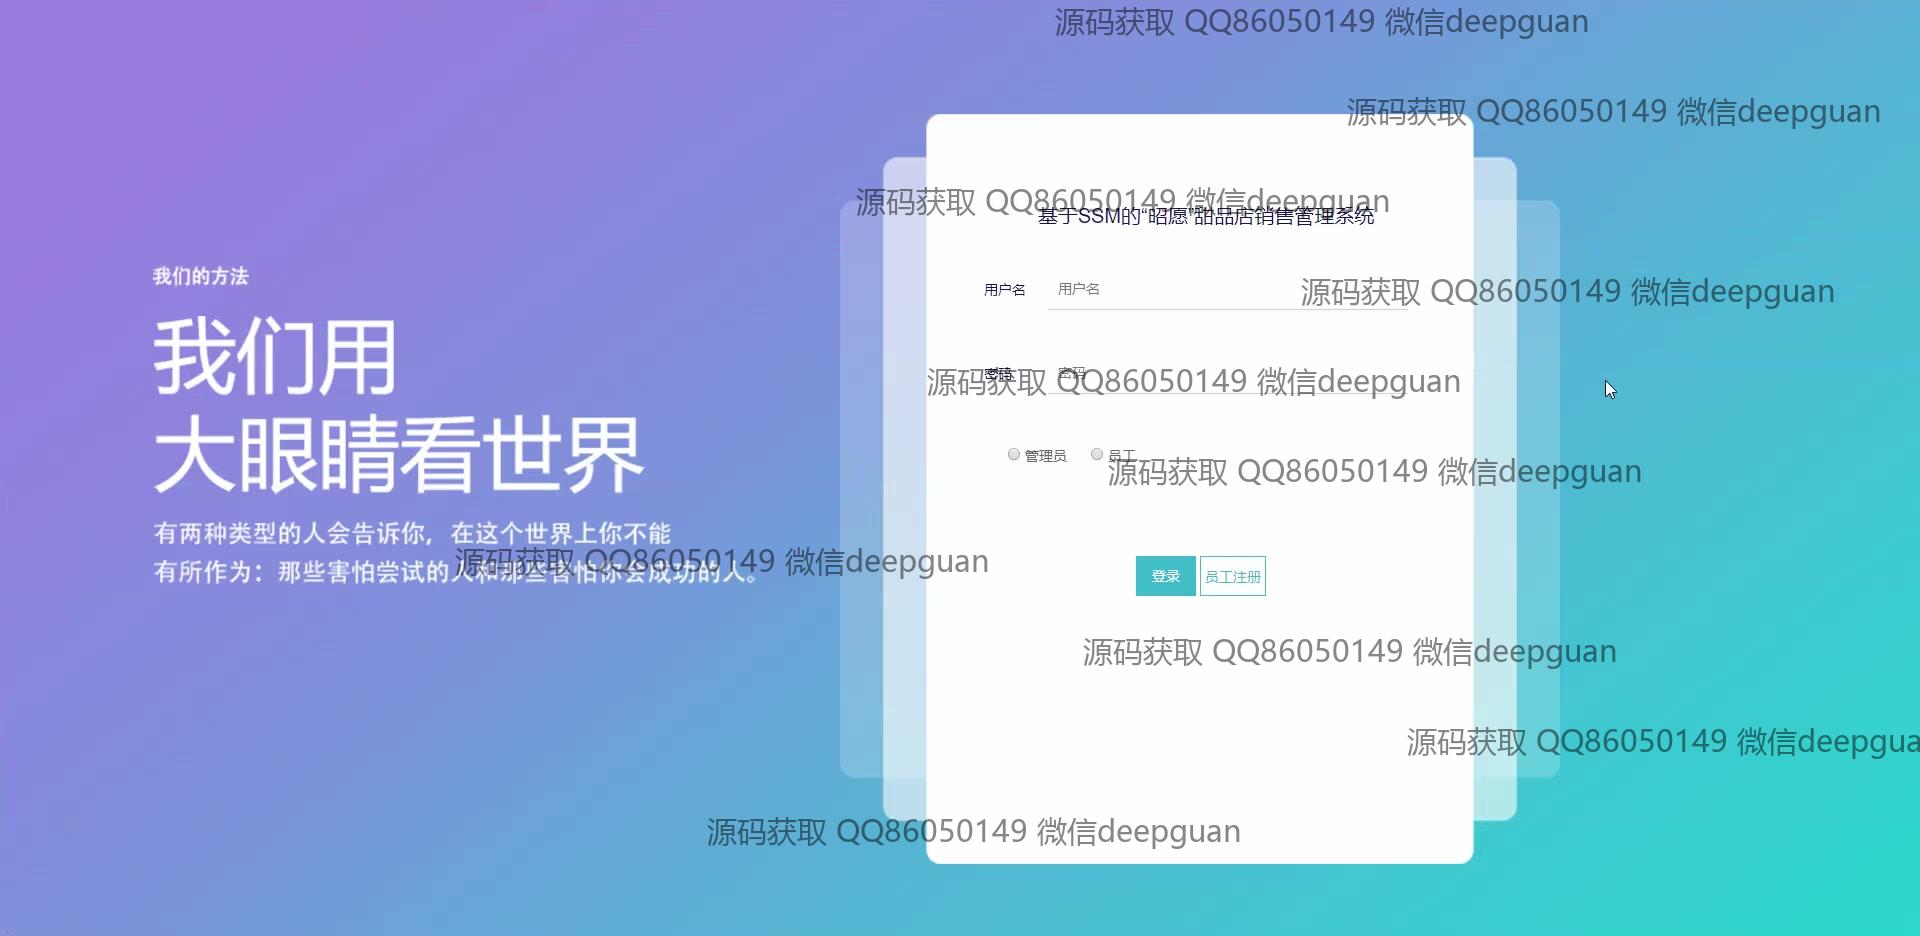 源码获取 QQ86050149 微信deepguan
源码获取 QQ86050149 微信deepguan
源码获取 QQ86050149 微信deepguan
基于SSM的“昭愿”甜品店销售管理系统
我们的方法
用户名
用户名
源码获取 QQ86050149 微信deepguan
我们用
密码
密码
源码获取 QQ86050149 微信deepguan
大眼睛看世界
管理员
员工
源码获取 QQ86050149 微信deepguan
有两种类型的人会告诉你，在这个世界上你不能
有所作为：那些害怕尝试的人和那些害怕你会成功的人。
源码获取 QQ86050149 微信deepguan
登录
员工注册
源码获取 QQ86050149 微信deepguan
源码获取 QQ86050149 微信deepgua
源码获取 QQ86050149 微信deepguan